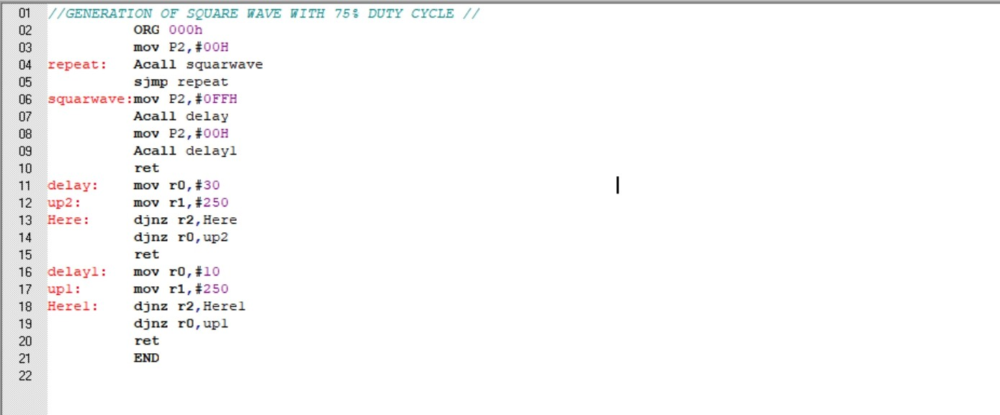 01 //GENERATION OF SQUARE WAVE WITH 75% DUTY CYCLE //
02 ORG 000h
03 mov P2,#00H
04 repeat: Acall squarwave
05 sjmp repeat
06 squarwave:mov P2,#0FFH
07 Acall delay
08 mov P2,#00H
09 Acall delay1
10 ret
11 delay: mov r0,#30
12 up2: mov r1,#250
13 Here: djnz r2,Here
14 djnz r0,up2
15 ret
16 delay1: mov r0,#10
17 up1: mov r1,#250
18 Here1: djnz r2,Here1
19 djnz r0,up1
20 ret
21 END
22